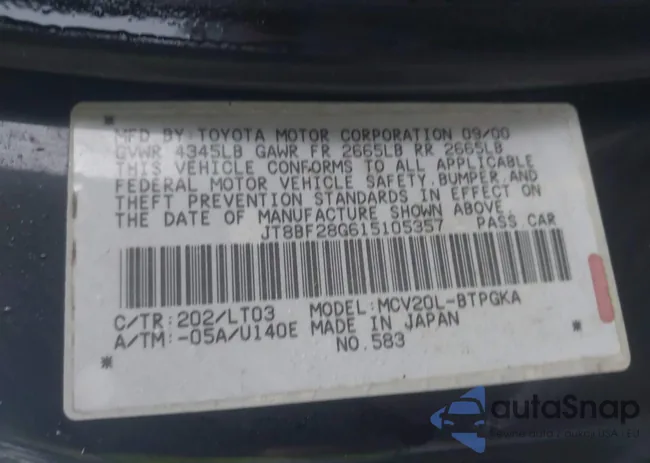 MFD BY: TOYOTA MOTOR CORPORATION 09/00
GVWR 4345LB GAWR FR 2665LB RR 2665LB
THIS VEHICLE CONFORMS TO ALL APPLICABLE
FEDERAL MOTOR VEHICLE SAFETY, BUMPER, AND
THEFT PREVENTION STANDARDS IN EFFECT ON
THE DATE OF MANUFACTURE SHOWN ABOVE.
JT8BF28G615105357 PASS CAR
C/TR: 202/LT03 MODEL: MCV20L-BTPGKA
A/TM: -05A/U140E MADE IN JAPAN
NO. 583
autoSnap